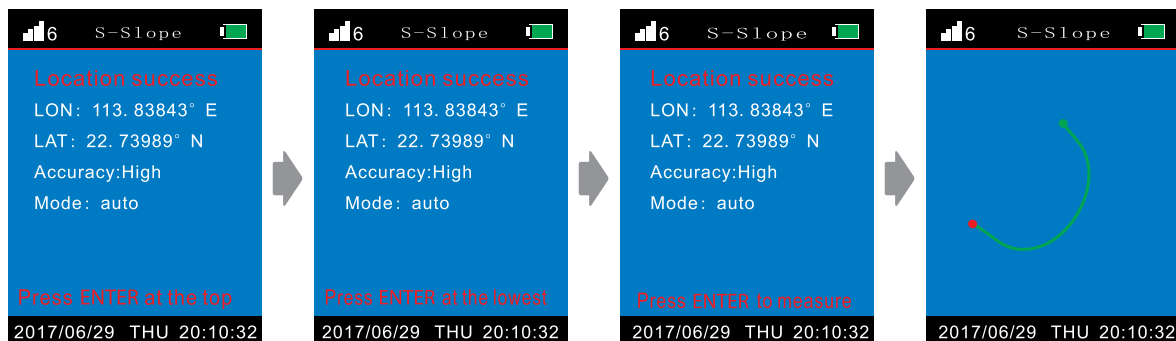 6 S-Slope
Location success
LON: 113. 83843° E
LAT: 22. 73989° N
Accuracy:High
Mode: auto
Press ENTER at the top
2017/06/29 THU 20:10:32
6 S-Slope
Location success
LON: 113. 83843° E
LAT: 22. 73989° N
Accuracy:High
Mode: auto
Press ENTER at the lowest
2017/06/29 THU 20:10:32
6 S-Slope
Location success
LON: 113. 83843° E
LAT: 22. 73989° N
Accuracy:High
Mode: auto
Press ENTER to measure
2017/06/29 THU 20:10:32
6 S-Slope
2017/06/29 THU 20:10:32